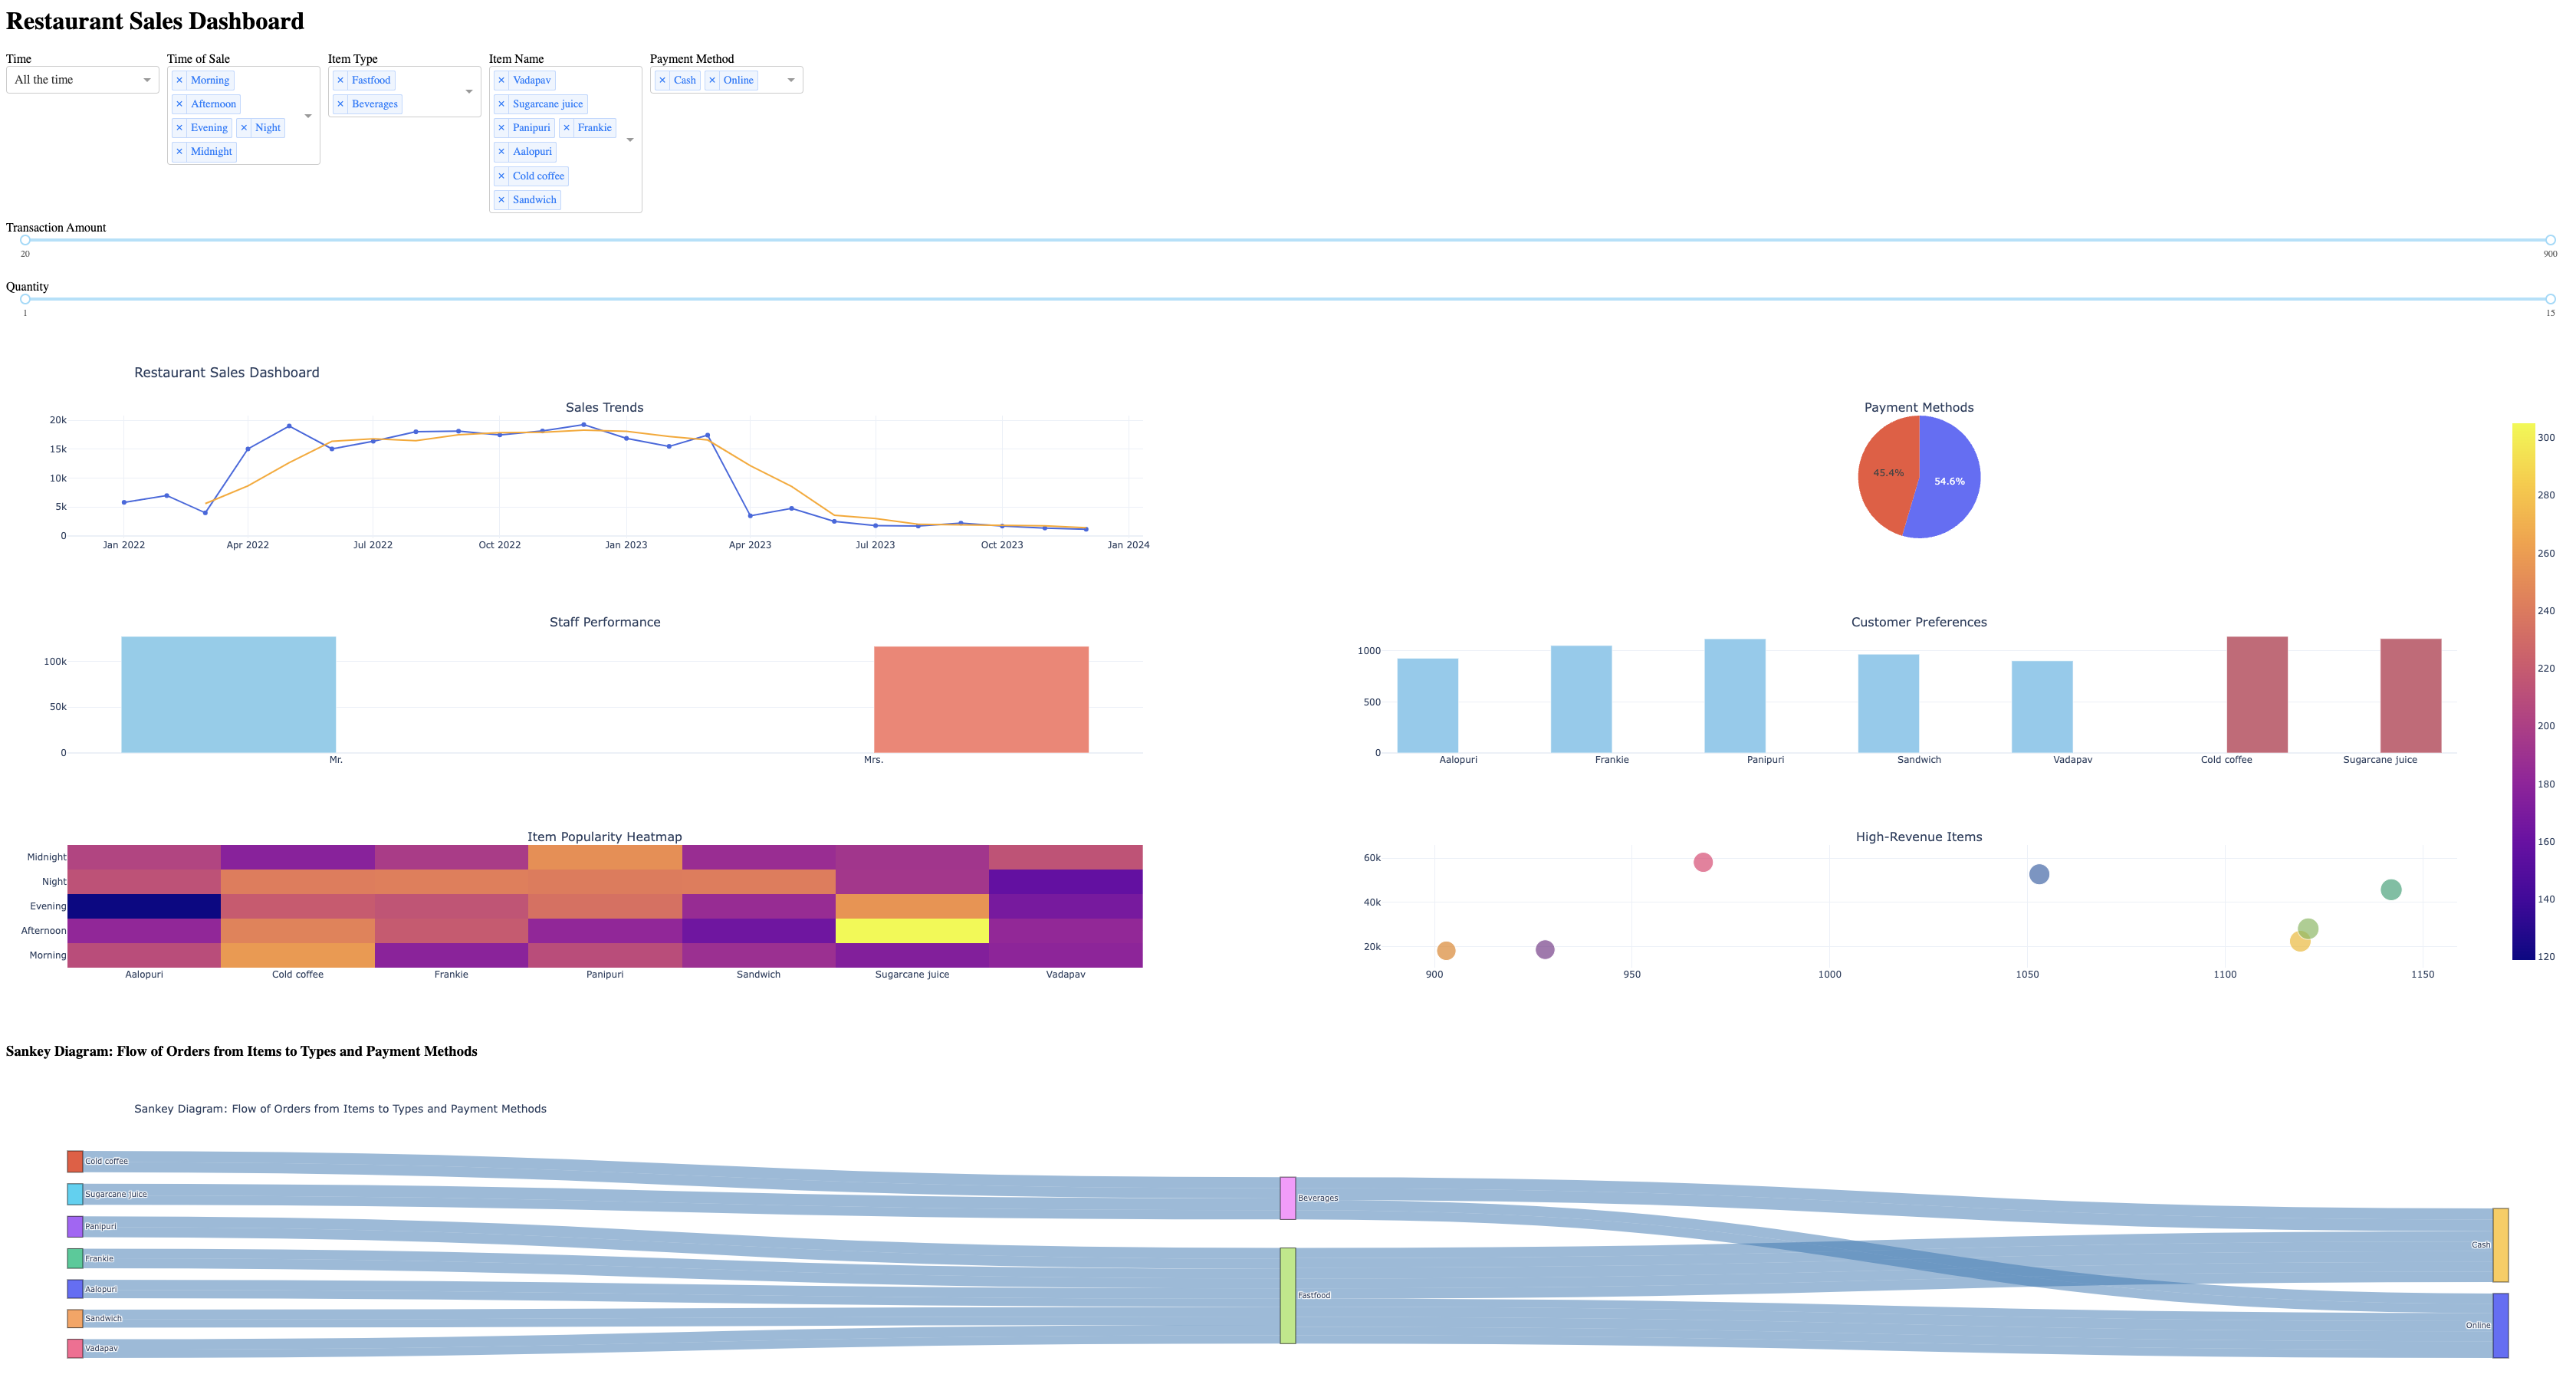 Restaurant Sales Dashboard
Time
All the time
Time of Sale
× Morning
× Afternoon
× Evening × Night
× Midnight
Item Type
× Fastfood
× Beverages
Item Name
× Vadapav
× Sugarcane juice
× Panipuri × Frankie
× Aalopuri
× Cold coffee
× Sandwich
Payment Method
× Cash × Online
Transaction Amount
20 900
Quantity
1 15
Restaurant Sales Dashboard
Sales Trends
20k
15k
10k
5k
0
Jan 2022 Apr 2022 Jul 2022 Oct 2022 Jan 2023 Apr 2023 Jul 2023 Oct 2023 Jan 2024
Payment Methods
45.4%
54.6%
Staff Performance
100k
50k
0
Mr. Mrs.
Customer Preferences
1000
500
0
Aalopuri Frankie Panipuri Sandwich Vadapav Cold coffee Sugarcane juice
Item Popularity Heatmap
Midnight
Night
Evening
Afternoon
Morning
Aalopuri Cold coffee Frankie Panipuri Sandwich Sugarcane juice Vadapav
High-Revenue Items
60k
40k
20k
900 950 1000 1050 1100 1150
300
280
260
240
220
200
180
160
140
120
Sankey Diagram: Flow of Orders from Items to Types and Payment Methods
Sankey Diagram: Flow of Orders from Items to Types and Payment Methods
Cold coffee
Sugarcane juice
Panipuri
Frankie
Aalopuri
Sandwich
Vadapav
Beverages
Fastfood
Cash
Online